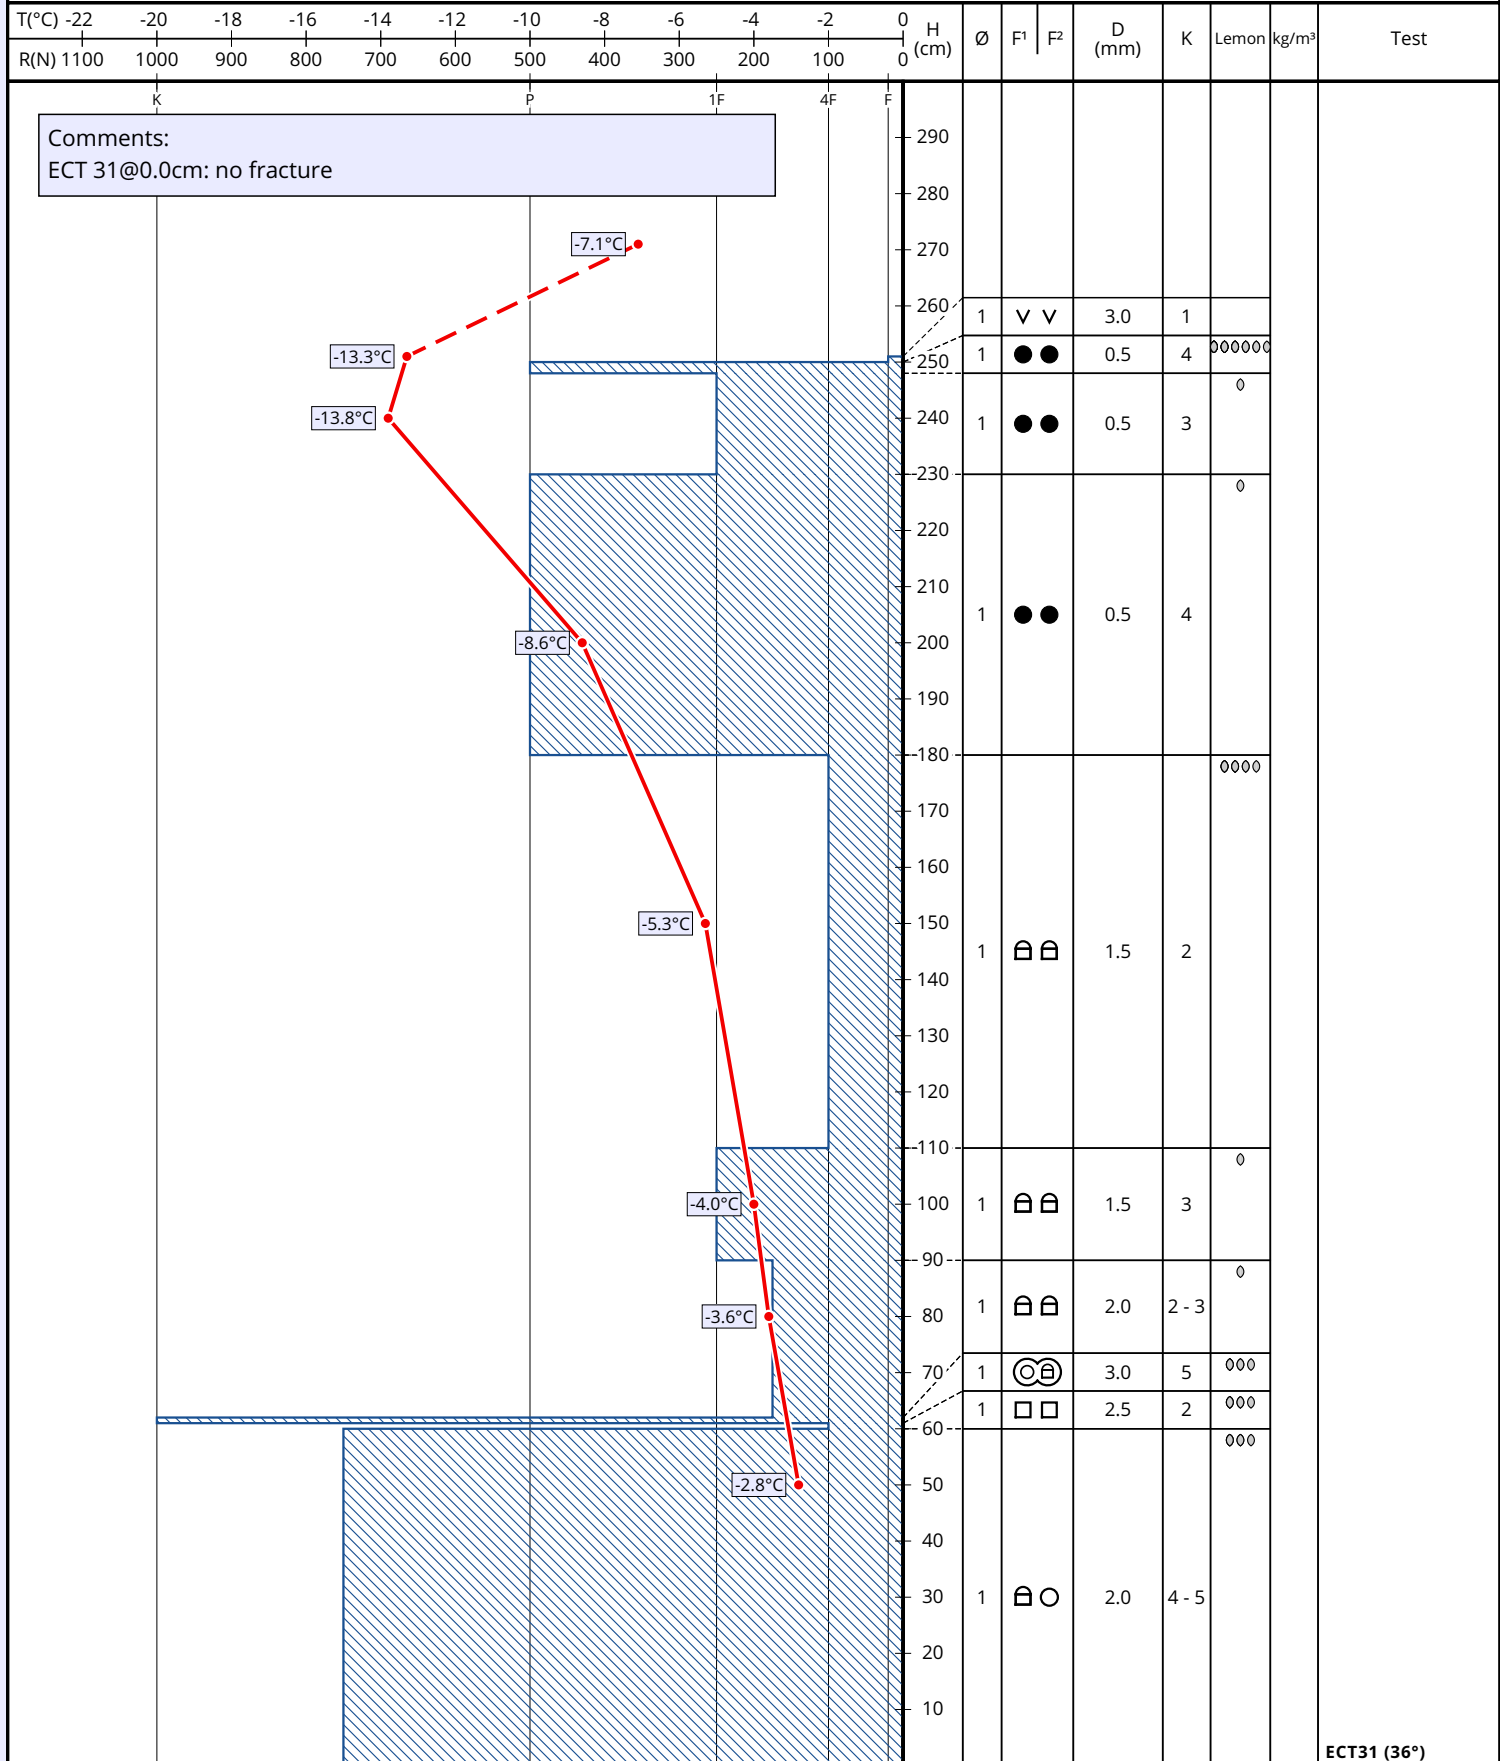 T(°C) -22 -20 -18 -16 -14 -12 -10 -8 -6 -4 -2 0
R(N) 1100 1000 900 800 700 600 500 400 300 200 100 0
H (cm) Ø F¹ F² D (mm) K Lemon kg/m³ Test
K P 1F 4F F
Comments:
ECT 31@0.0cm: no fracture
290
280
-7.1°C 270
260 1 3.0 1
-13.3°C 250 1 0.5 4
-13.8°C 240 1 0.5 3
230
220
210 1 0.5 4
-8.6°C 200
190
180
170
160
-5.3°C 150
140 1 1.5 2
130
120
110
-4.0°C 100 1 1.5 3
90
-3.6°C 80 1 2.0 2 - 3
70 1 3.0 5
1 2.5 2
60
-2.8°C 50
40
30 1 2.0 4 - 5
20
10
ECT31 (36°)